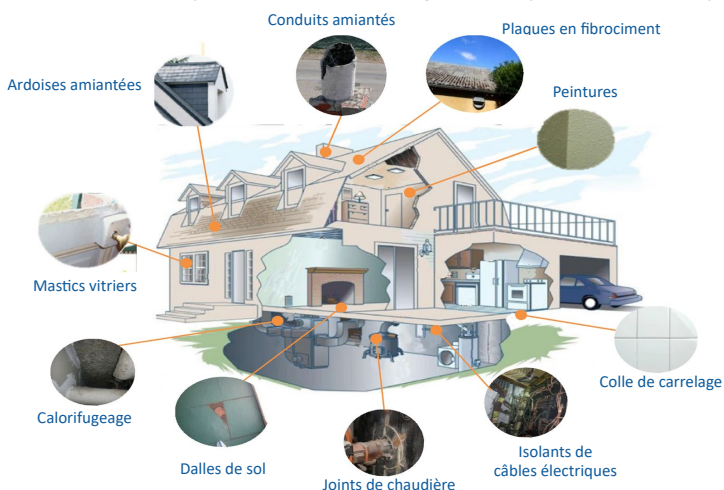 Conduits amiantés
Plaques en fibrociment
Ardoises amiantées
Peintures
Mastics vitriers
Colle de carrelage
Calorifugeage
Dalles de sol
Isolants de
câbles électriques
Joints de chaudière